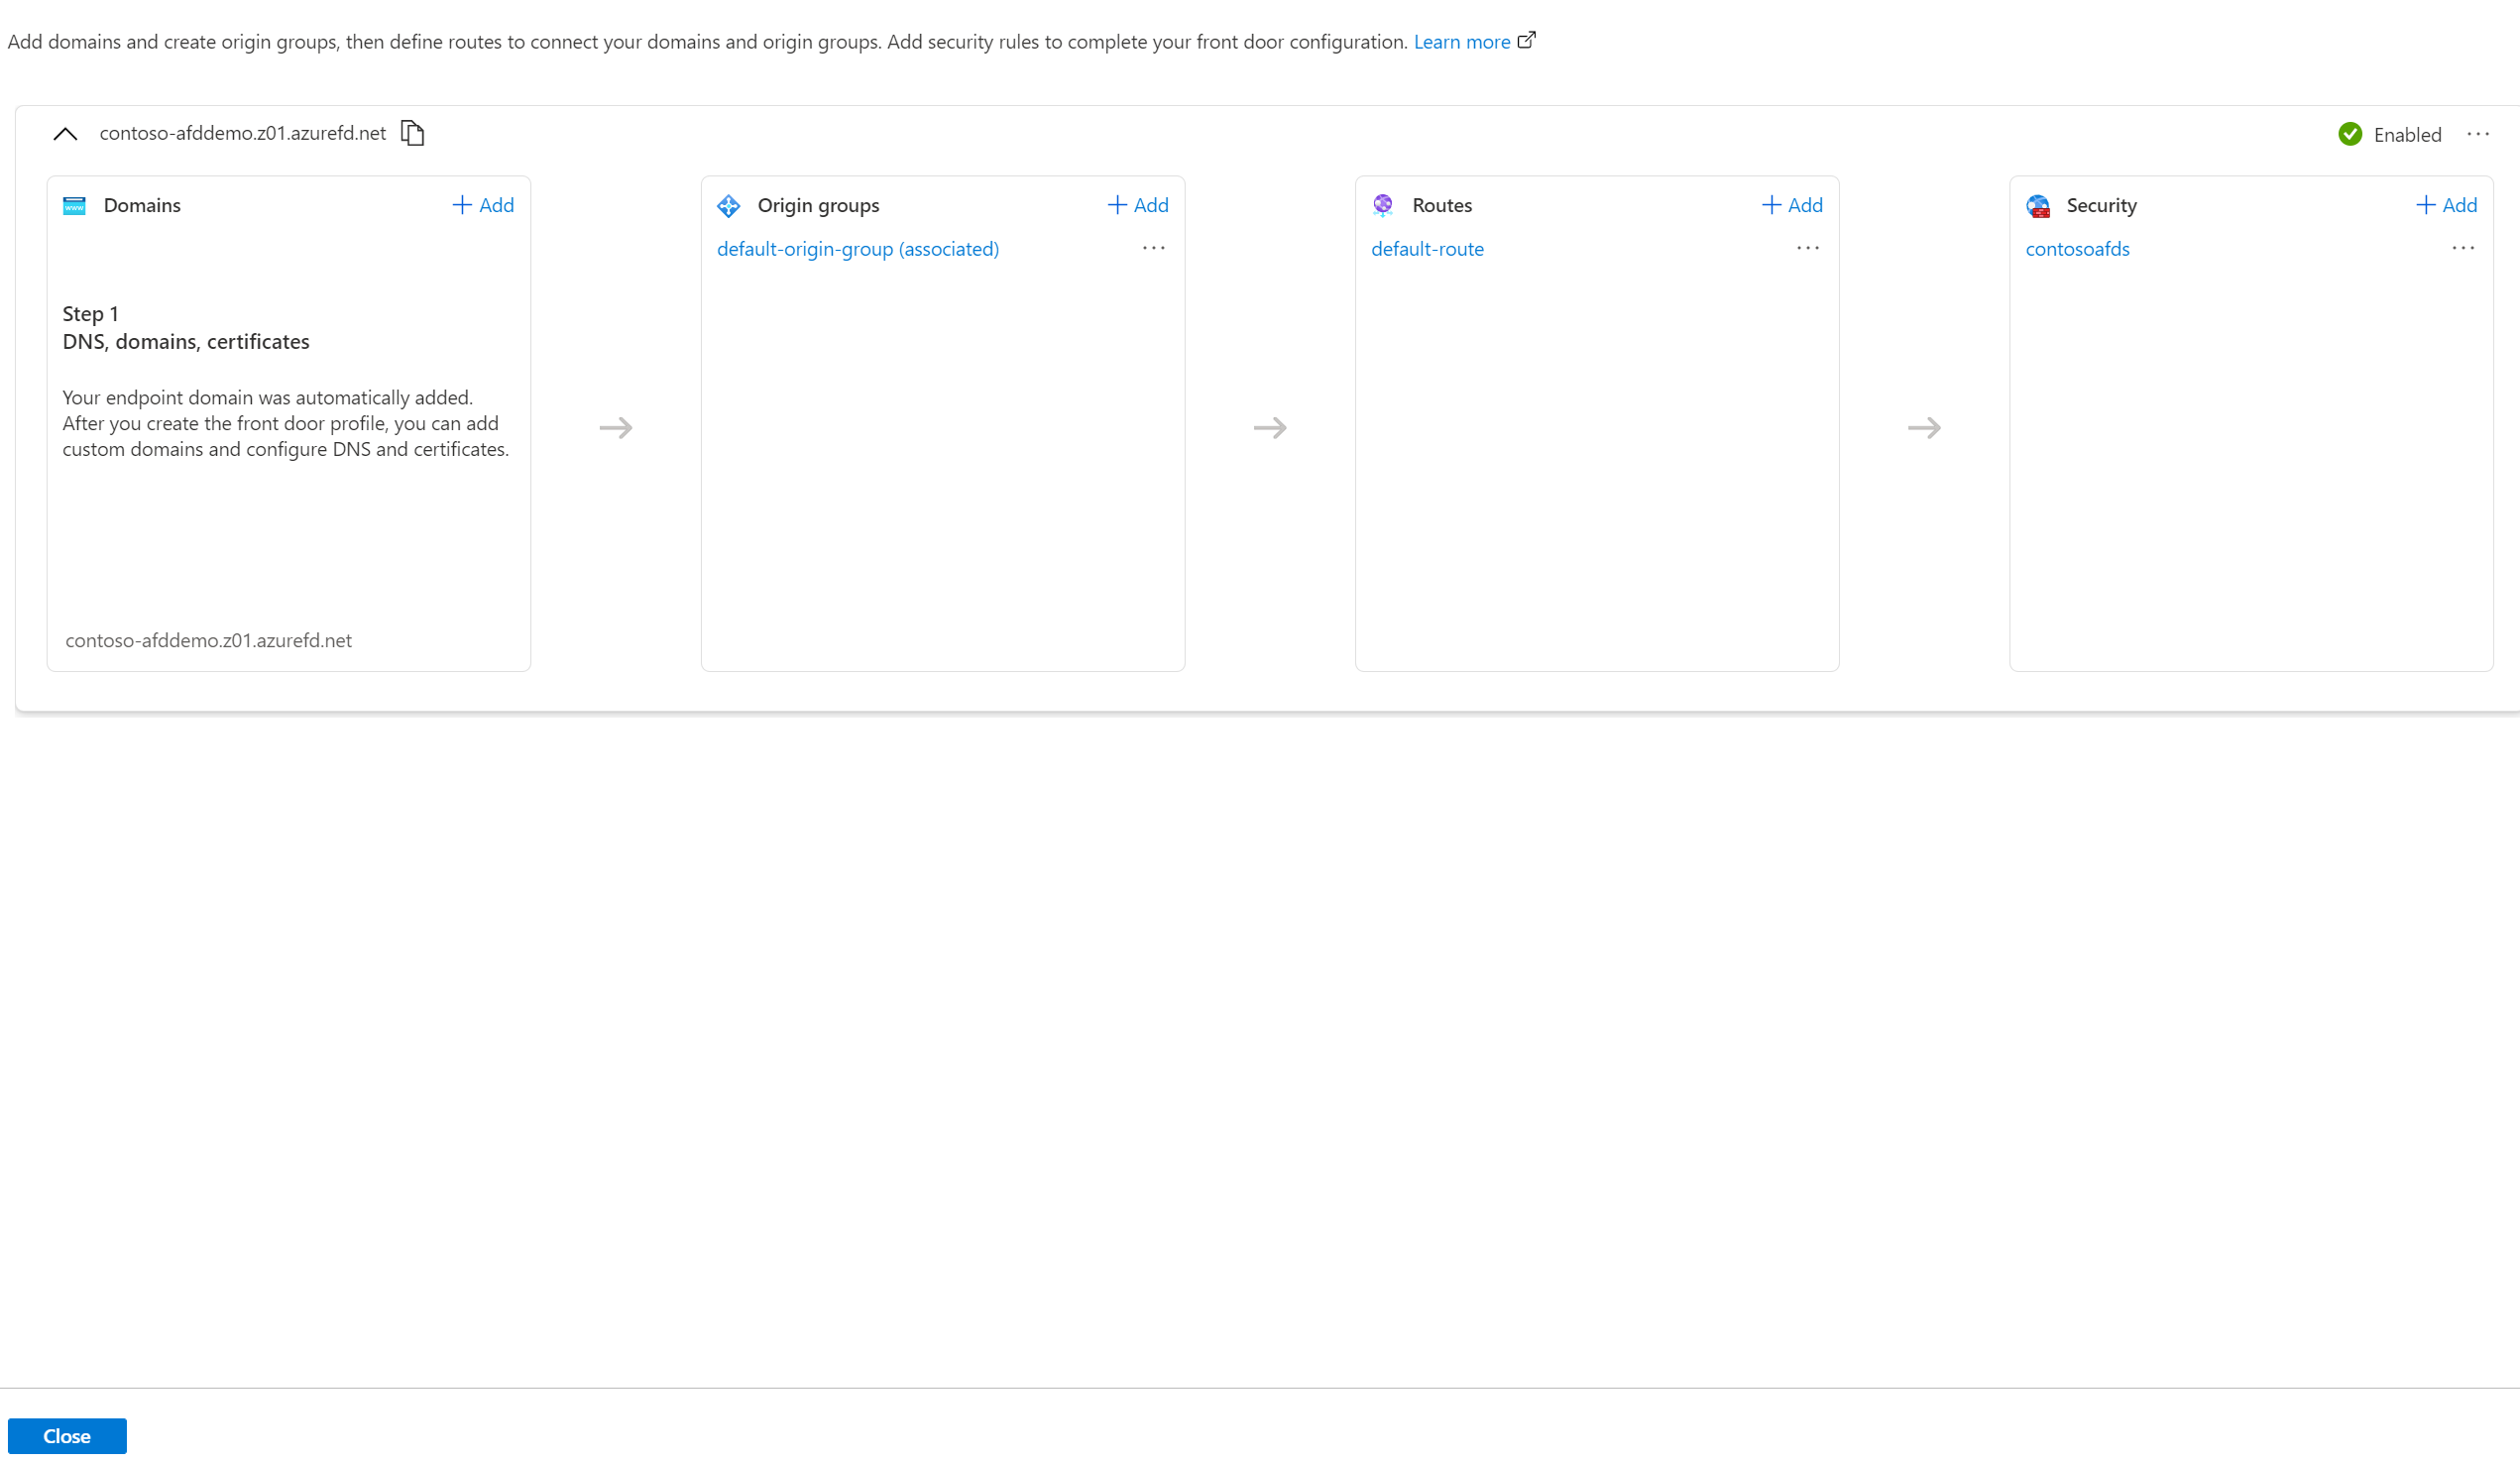 Add domains and create origin groups, then define routes to connect your domains and origin groups. Add security rules to complete your front door configuration. Learn more
contoso-afddemo.z01.azurefd.net
Enabled
Domains
Add
Step 1
DNS, domains, certificates
Your endpoint domain was automatically added.
After you create the front door profile, you can add
custom domains and configure DNS and certificates.
contoso-afddemo.z01.azurefd.net
Origin groups
Add
default-origin-group (associated)
Routes
Add
default-route
Security
Add
contosoafds
Close